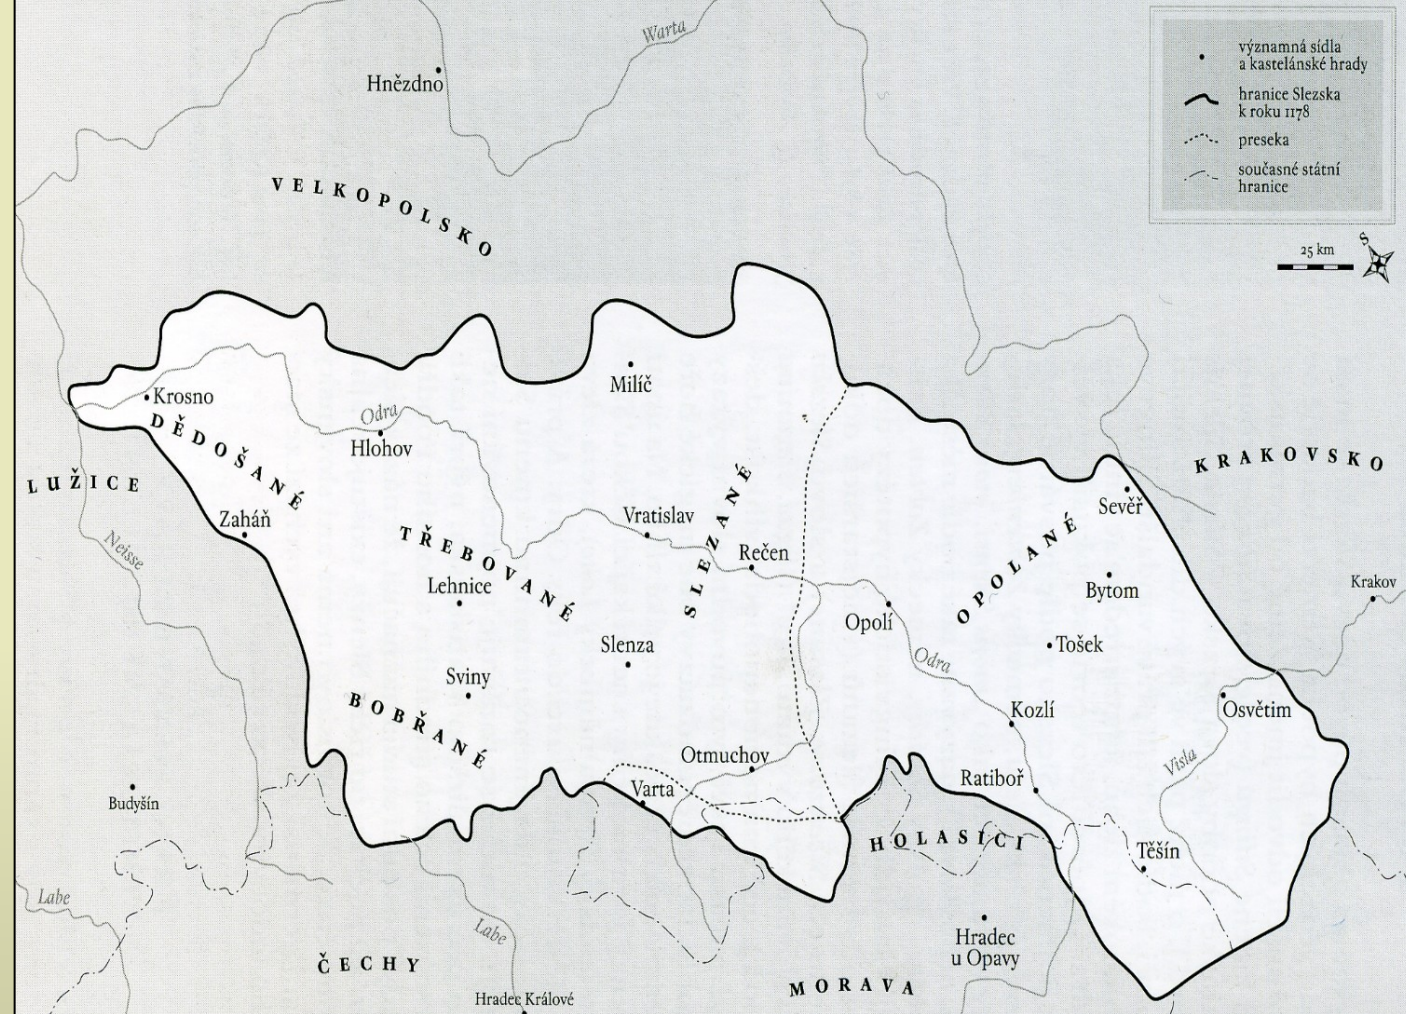 Warta
významná sídla
a kastelánské hrady
hranice Slezska
k roku 1178
preseka
současné státní
hranice
Hnězdno
VELKOPOLSKO
S
25 km
Milíč
Krosno
DĚDOŠANÉ
Odra
Hlohov
LUŽICE
KRAKOVSKO
Zaháň
Sevěř
SLEZANÉ
Vratislav
OPOLANÉ
TŘEBOVANÉ
Neisse
Rečen
Lehnice
Bytom
Krakov
Opolí
Slenza
Tošek
Odra
Sviny
BOBŘANÉ
Kozlí
Osvětim
Otmuchov
Visla
Ratiboř
Varta
Budyšín
HOLASICI
Těšín
Labe
Labe
Hradec
u Opavy
ČECHY
MORAVA
Hradec Králové